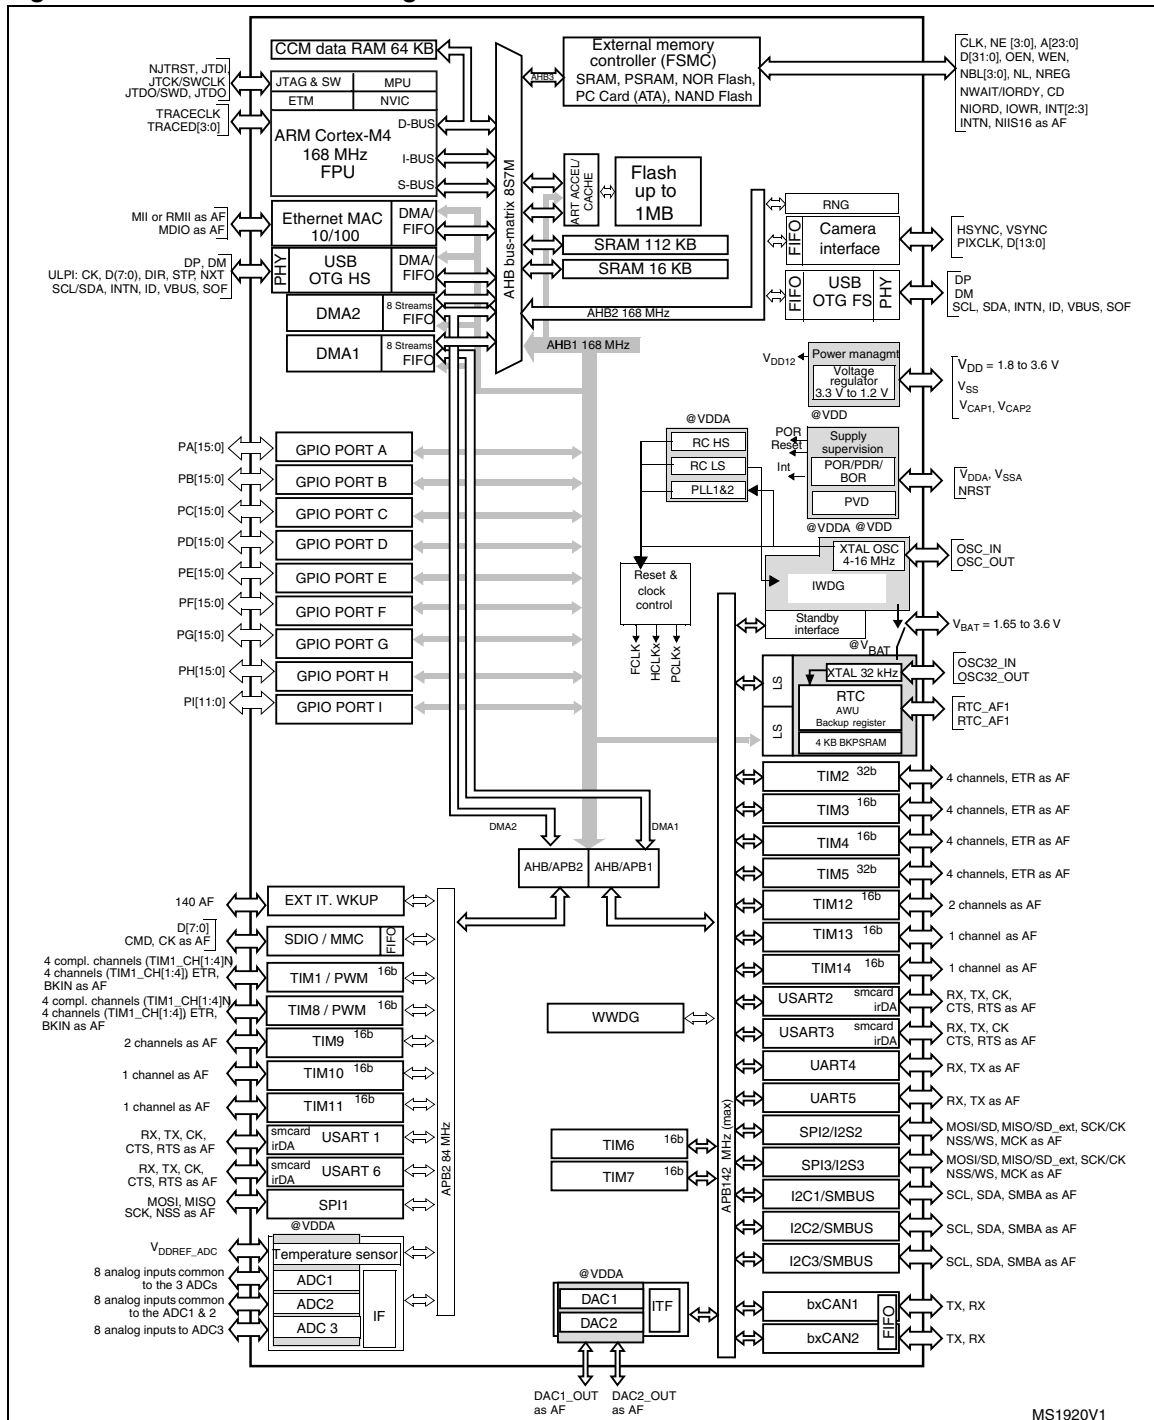 CCM data RAM 64 KB
External memory
controller (FSMC)
SRAM, PSRAM, NOR Flash,
PC Card (ATA), NAND Flash
CLK, NE [3:0], A[23:0]
D[31:0], OEN, WEN,
NBL[3:0], NL, NREG
NWAIT/IORDY, CD
NIORD, IOWR, INT[2:3]
INTN, NIIS16 as AF
AHB3
NJTRST, JTDI,
JTCK/SWCLK
JTDO/SWD, JTDO
JTAG & SW
MPU
ETM
NVIC
TRACECLK
TRACED[3:0]
ARM Cortex-M4
168 MHz
FPU
D-BUS
I-BUS
S-BUS
AHB bus-matrix 8S7M
ART ACCEL/
CACHE
Flash
up to
1MB
SRAM 112 KB
SRAM 16 KB
RNG
FIFO
Camera
interface
HSYNC, VSYNC
PIXCLK, D[13:0]
FIFO
USB
OTG FS
PHY
DP
DM
SCL, SDA, INTN, ID, VBUS, SOF
MII or RMII as AF
MDIO as AF
Ethernet MAC
10/100
DMA/
FIFO
DP, DM
ULPI: CK, D(7:0), DIR, STP, NXT
SCL/SDA, INTN, ID, VBUS, SOF
PHY
USB
OTG HS
DMA/
FIFO
DMA2
8 Streams
FIFO
DMA1
8 Streams
FIFO
AHB2 168 MHz
AHB1 168 MHz
VDD12
Power managmt
Voltage
regulator
3.3 V to 1.2 V
@VDD
VDD = 1.8 to 3.6 V
VSS
VCAP1, VCAP2
@VDDA
RC HS
RC LS
PLL1&2
POR
Reset
Int
Supply
supervision
POR/PDR/
BOR
PVD
@VDDA @VDD
VDDA, VSSA
NRST
PA[15:0]
GPIO PORT A
PB[15:0]
GPIO PORT B
PC[15:0]
GPIO PORT C
PD[15:0]
GPIO PORT D
PE[15:0]
GPIO PORT E
PF[15:0]
GPIO PORT F
PG[15:0]
GPIO PORT G
PH[15:0]
GPIO PORT H
PI[11:0]
GPIO PORT I
Reset &
clock
control
FCLK
HCLKx
PCLKx
XTAL OSC
4-16 MHz
OSC_IN
OSC_OUT
IWDG
Standby
interface
@VBAT
VBAT = 1.65 to 3.6 V
LS
LS
XTAL 32 kHz
OSC32_IN
OSC32_OUT
RTC
AWU
Backup register
RTC_AF1
RTC_AF1
4 KB BKPSRAM
TIM2 32b
4 channels, ETR as AF
TIM3 16b
4 channels, ETR as AF
TIM4 16b
4 channels, ETR as AF
TIM5 32b
4 channels, ETR as AF
TIM12 16b
2 channels as AF
TIM13 16b
1 channel as AF
TIM14 16b
1 channel as AF
USART2 smcard
irDA
RX, TX, CK,
CTS, RTS as AF
USART3 smcard
irDA
RX, TX, CK
CTS, RTS as AF
UART4
RX, TX as AF
UART5
RX, TX as AF
SPI2/I2S2
MOSI/SD, MISO/SD_ext, SCK/CK
NSS/WS, MCK as AF
SPI3/I2S3
MOSI/SD, MISO/SD_ext, SCK/CK
NSS/WS, MCK as AF
I2C1/SMBUS
SCL, SDA, SMBA as AF
I2C2/SMBUS
SCL, SDA, SMBA as AF
I2C3/SMBUS
SCL, SDA, SMBA as AF
bxCAN1
TX, RX
bxCAN2
TX, RX
FIFO
DMA2
DMA1
AHB/APB2
AHB/APB1
140 AF
EXT IT. WKUP
D[7:0]
CMD, CK as AF
SDIO / MMC
FIFO
4 compl. channels (TIM1_CH[1:4]N
4 channels (TIM1_CH[1:4]) ETR,
BKIN as AF
TIM1 / PWM 16b
4 compl. channels (TIM1_CH[1:4]N
4 channels (TIM1_CH[1:4]) ETR,
BKIN as AF
TIM8 / PWM 16b
2 channels as AF
TIM9 16b
1 channel as AF
TIM10 16b
1 channel as AF
TIM11 16b
RX, TX, CK,
CTS, RTS as AF
smcard
irDA
USART 1
RX, TX, CK,
CTS, RTS as AF
smcard
irDA
USART 6
MOSI, MISO
SCK, NSS as AF
SPI1
APB2 84 MHz
WWDG
TIM6 16b
TIM7 16b
APB142 MHz (max)
@VDDA
VDDREF_ADC
Temperature sensor
8 analog inputs common
to the 3 ADCs
ADC1
8 analog inputs common
to the ADC1 & 2
ADC2
8 analog inputs to ADC3
ADC 3
IF
@VDDA
DAC1
DAC2
ITF
DAC1_OUT
as AF
DAC2_OUT
as AF
MS1920V1